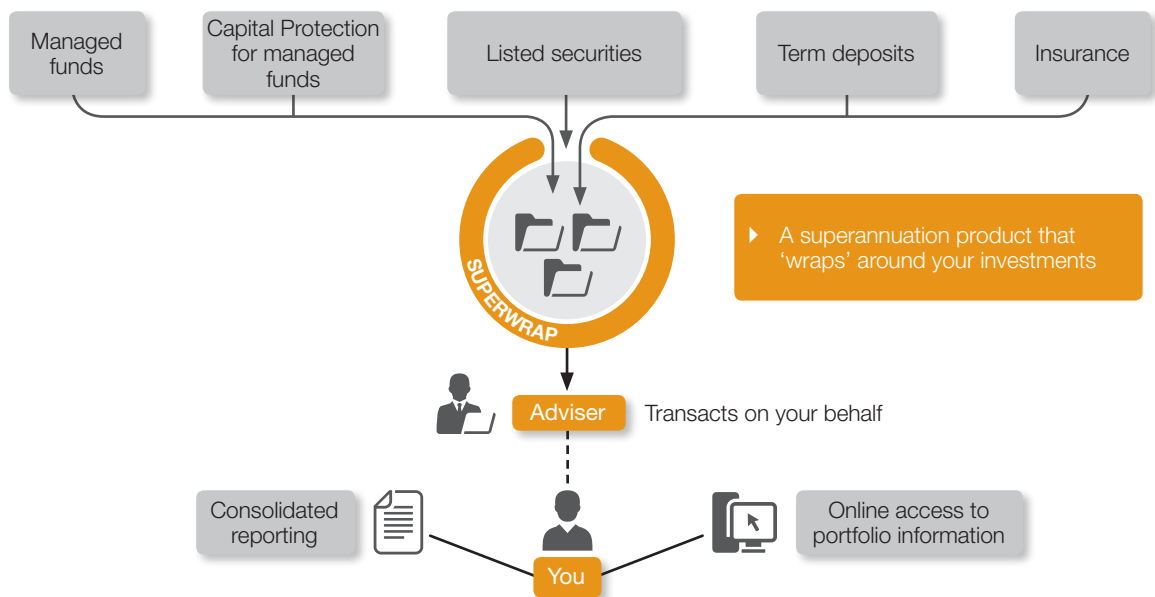 Managed
funds
Capital Protection
for managed
funds
Listed securities
Term deposits
Insurance
SUPERWRAP
A superannuation product that
‘wraps’ around your investments
Adviser
Transacts on your behalf
Consolidated
reporting
Online access to
portfolio information
You